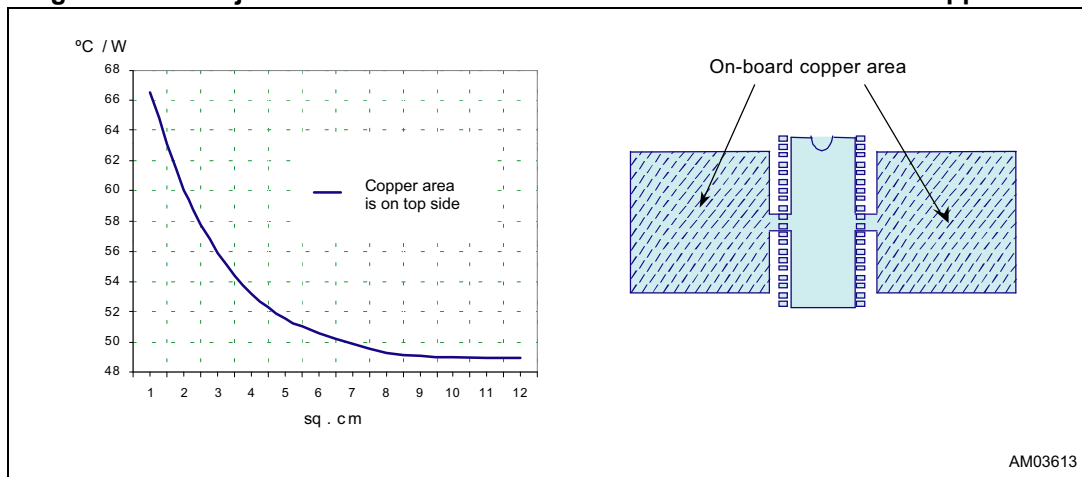 ºC / W
68
66
64
62
60
58
56
54
52
50
48
Copper area
is on top side
1 2 3 4 5 6 7 8 9 10 11 12
sq . cm
On-board copper area
AM03613